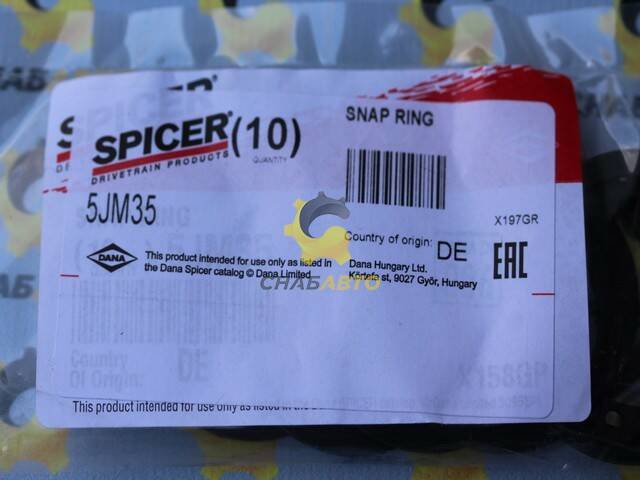 SPICER
DRIVETRAIN PRODUCTS
(10)
QUANTITY
SNAP RING
5JM35
X197GR
Country of origin: DE
DANA
This product intended for use only as listed in
the Dana Spicer catalog © Dana Limited
Dana Hungary Ltd.
Körtefa st, 9027 Győr, Hungary
EAC
СНАБАВТО
Country
Of Origin:
DE
X158GP
This product intended for use only as listed in